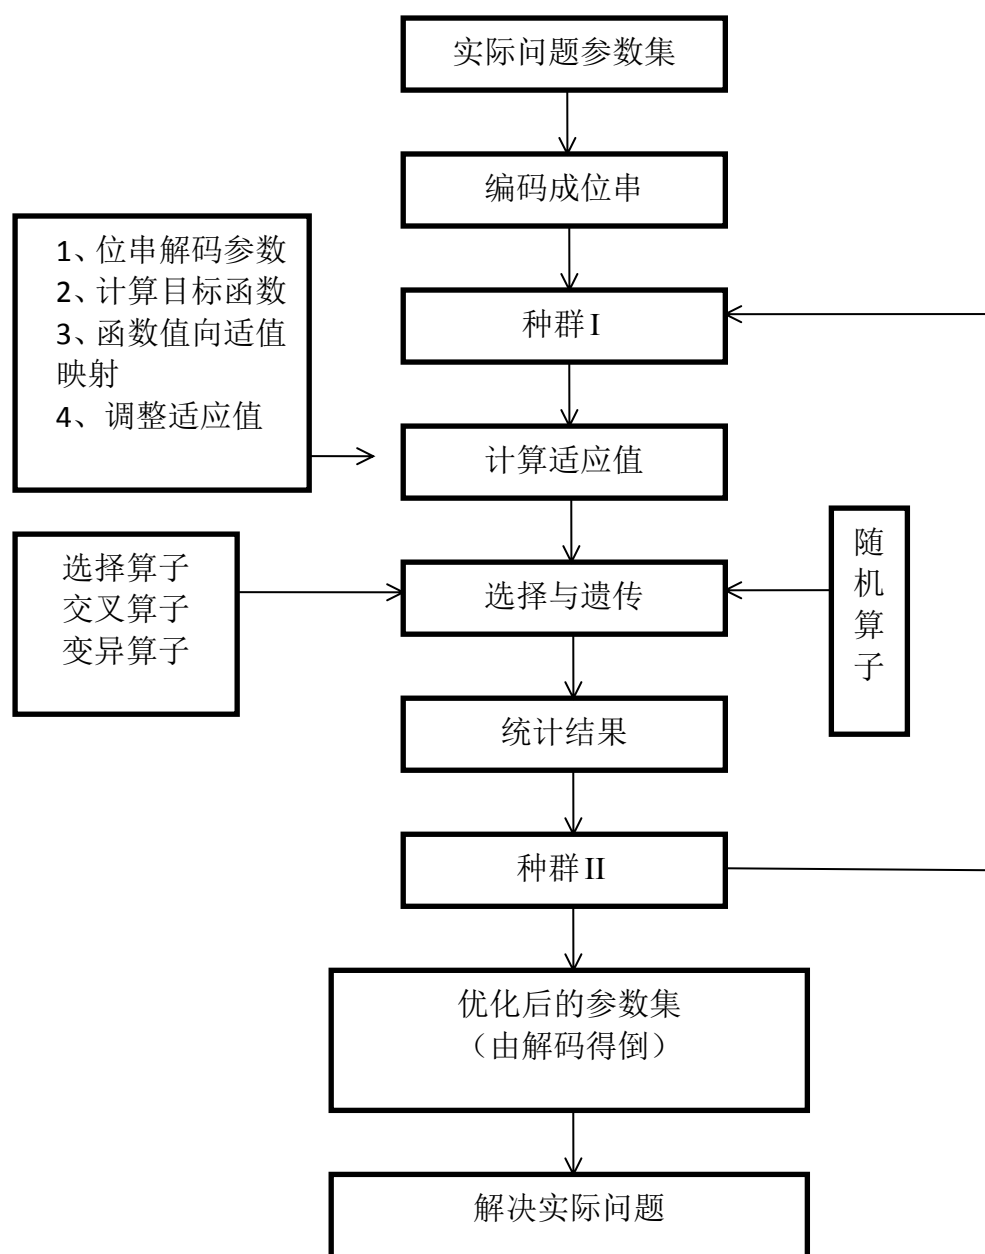 实际问题参数集
编码成位串
1、位串解码参数
2、计算目标函数
3、函数值向适值
映射
4、调整适应值
种群 I
计算适应值
选择算子
交叉算子
变异算子
选择与遗传
随
机
算
子
统计结果
种群 II
优化后的参数集
（由解码得倒）
解决实际问题